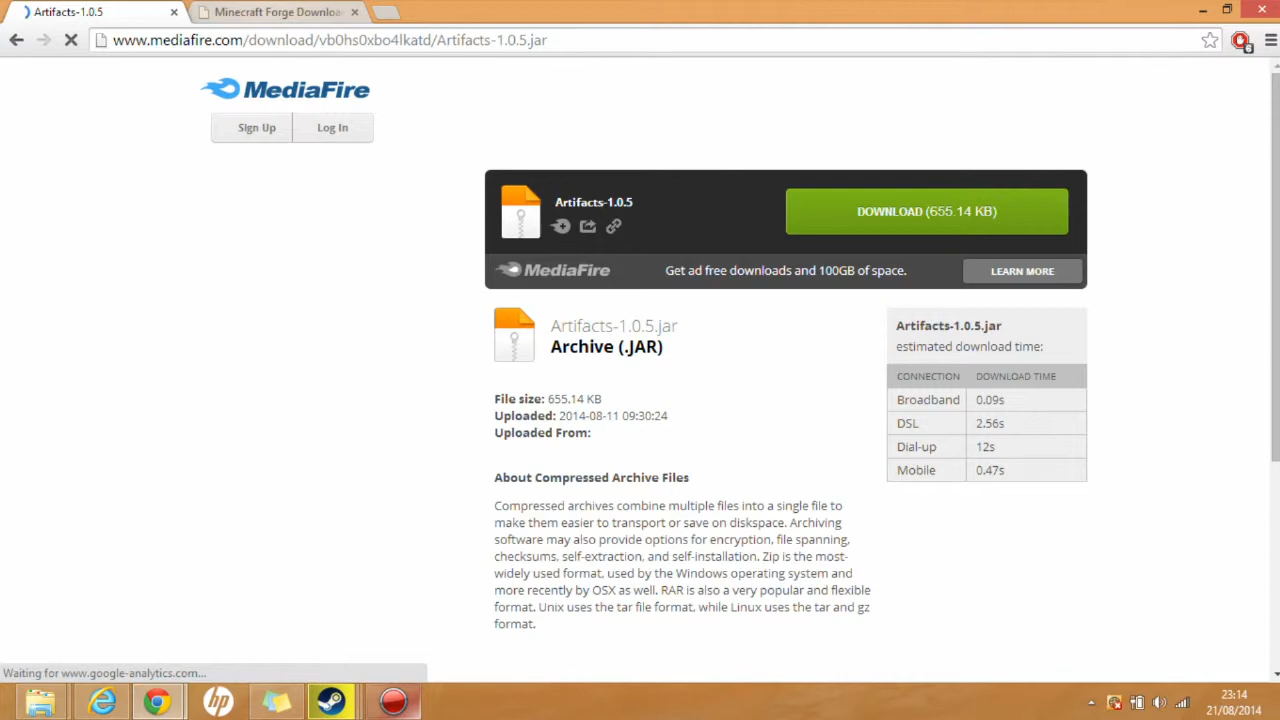 Artifacts-1.0.5
Minecraft Forge Downloa
www.mediafire.com/download/vb0hs0xbo4lkatd/Artifacts-1.0.5.jar
6
MediaFire
Sign Up
Log In
Artifacts-1.0.5
DOWNLOAD (655.14 KB)
MediaFire
Get ad free downloads and 100GB of space.
LEARN MORE
Artifacts-1.0.5.jar
Archive (.JAR)
File size: 655.14 KB
Uploaded: 2014-08-11 09:30:24
Uploaded From:
Artifacts-1.0.5.jar
estimated download time:
CONNECTION DOWNLOAD TIME
Broadband 0.09s
DSL 2.56s
Dial-up 12s
Mobile 0.47s
About Compressed Archive Files
Compressed archives combine multiple files into a single file to
make them easier to transport or save on diskspace. Archiving
software may also provide options for encryption, file spanning,
checksums, self-extraction, and self-installation. Zip is the most-
widely used format, used by the Windows operating system and
more recently by OSX as well. RAR is also a very popular and flexible
format. Unix uses the tar file format, while Linux uses the tar and gz
format.
Waiting for www.google-analytics.com...
hp
23:14
21/08/2014